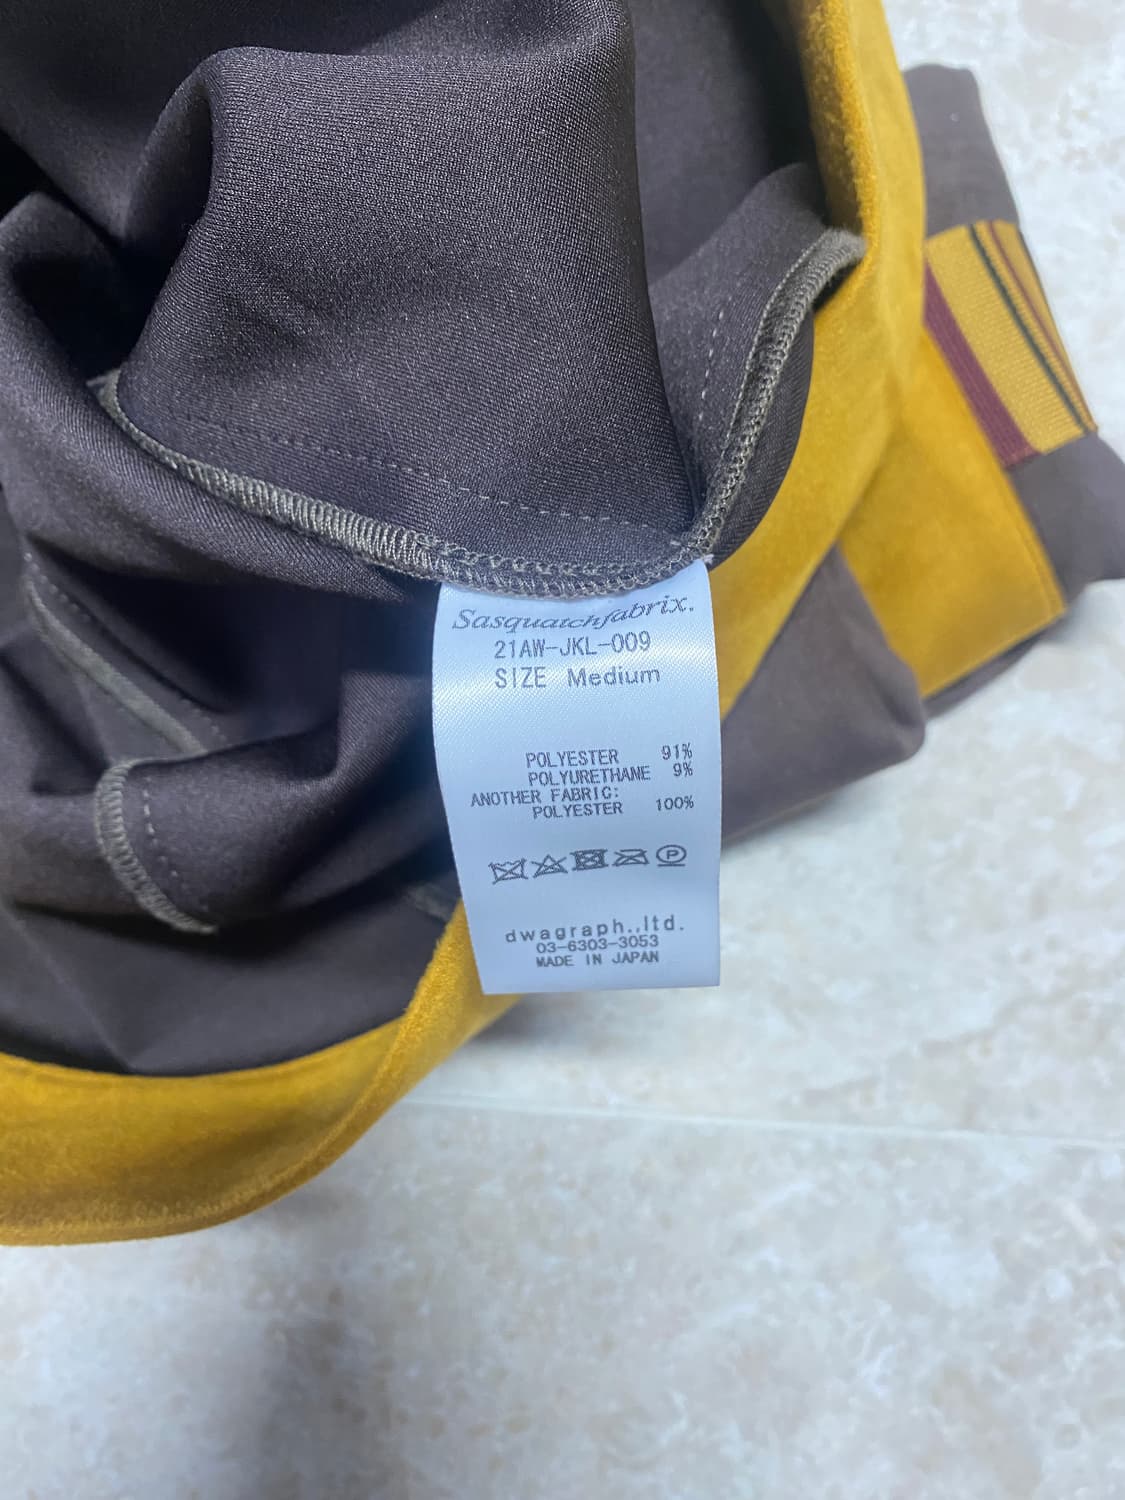 Sasquatchfabrix.
21AW-JKL-009
SIZE Medium
POLYESTER 91%
POLYURETHANE 9%
ANOTHER FABRIC:
POLYESTER 100%
P
dwagraph.,ltd.
03-6303-3053
MADE IN JAPAN